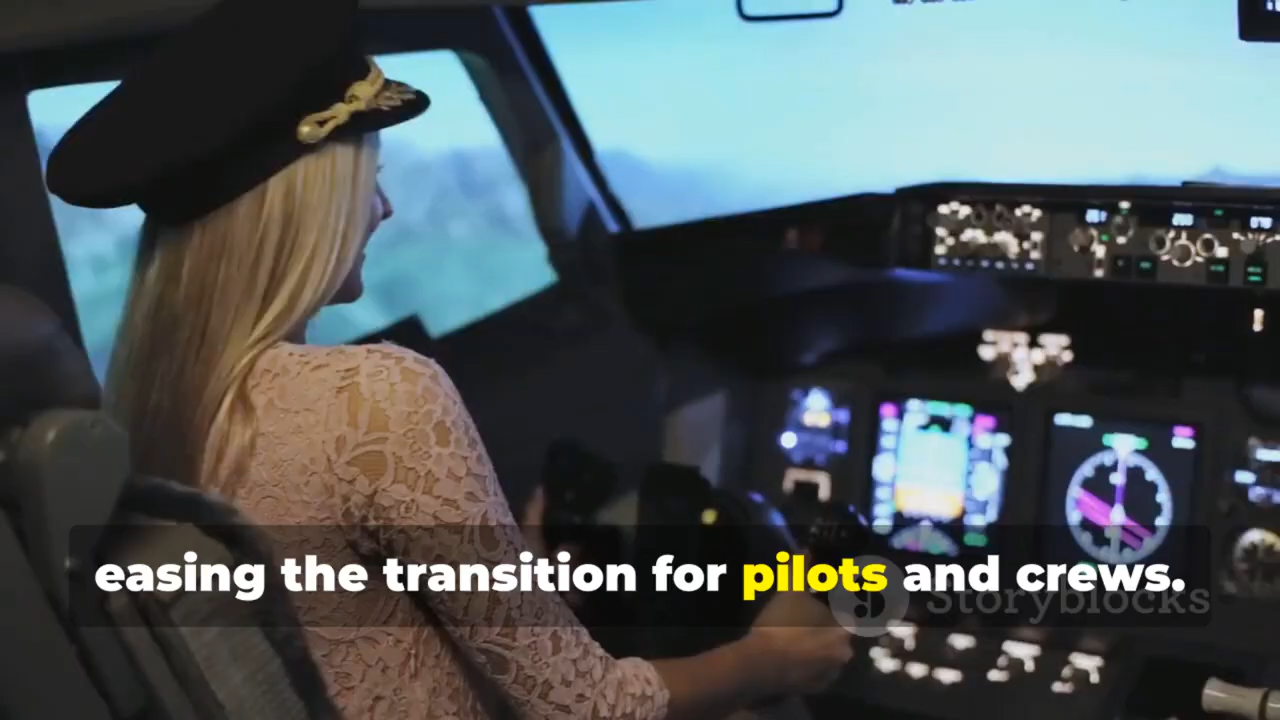 easing the transition for pilots and crews.
Storyblocks